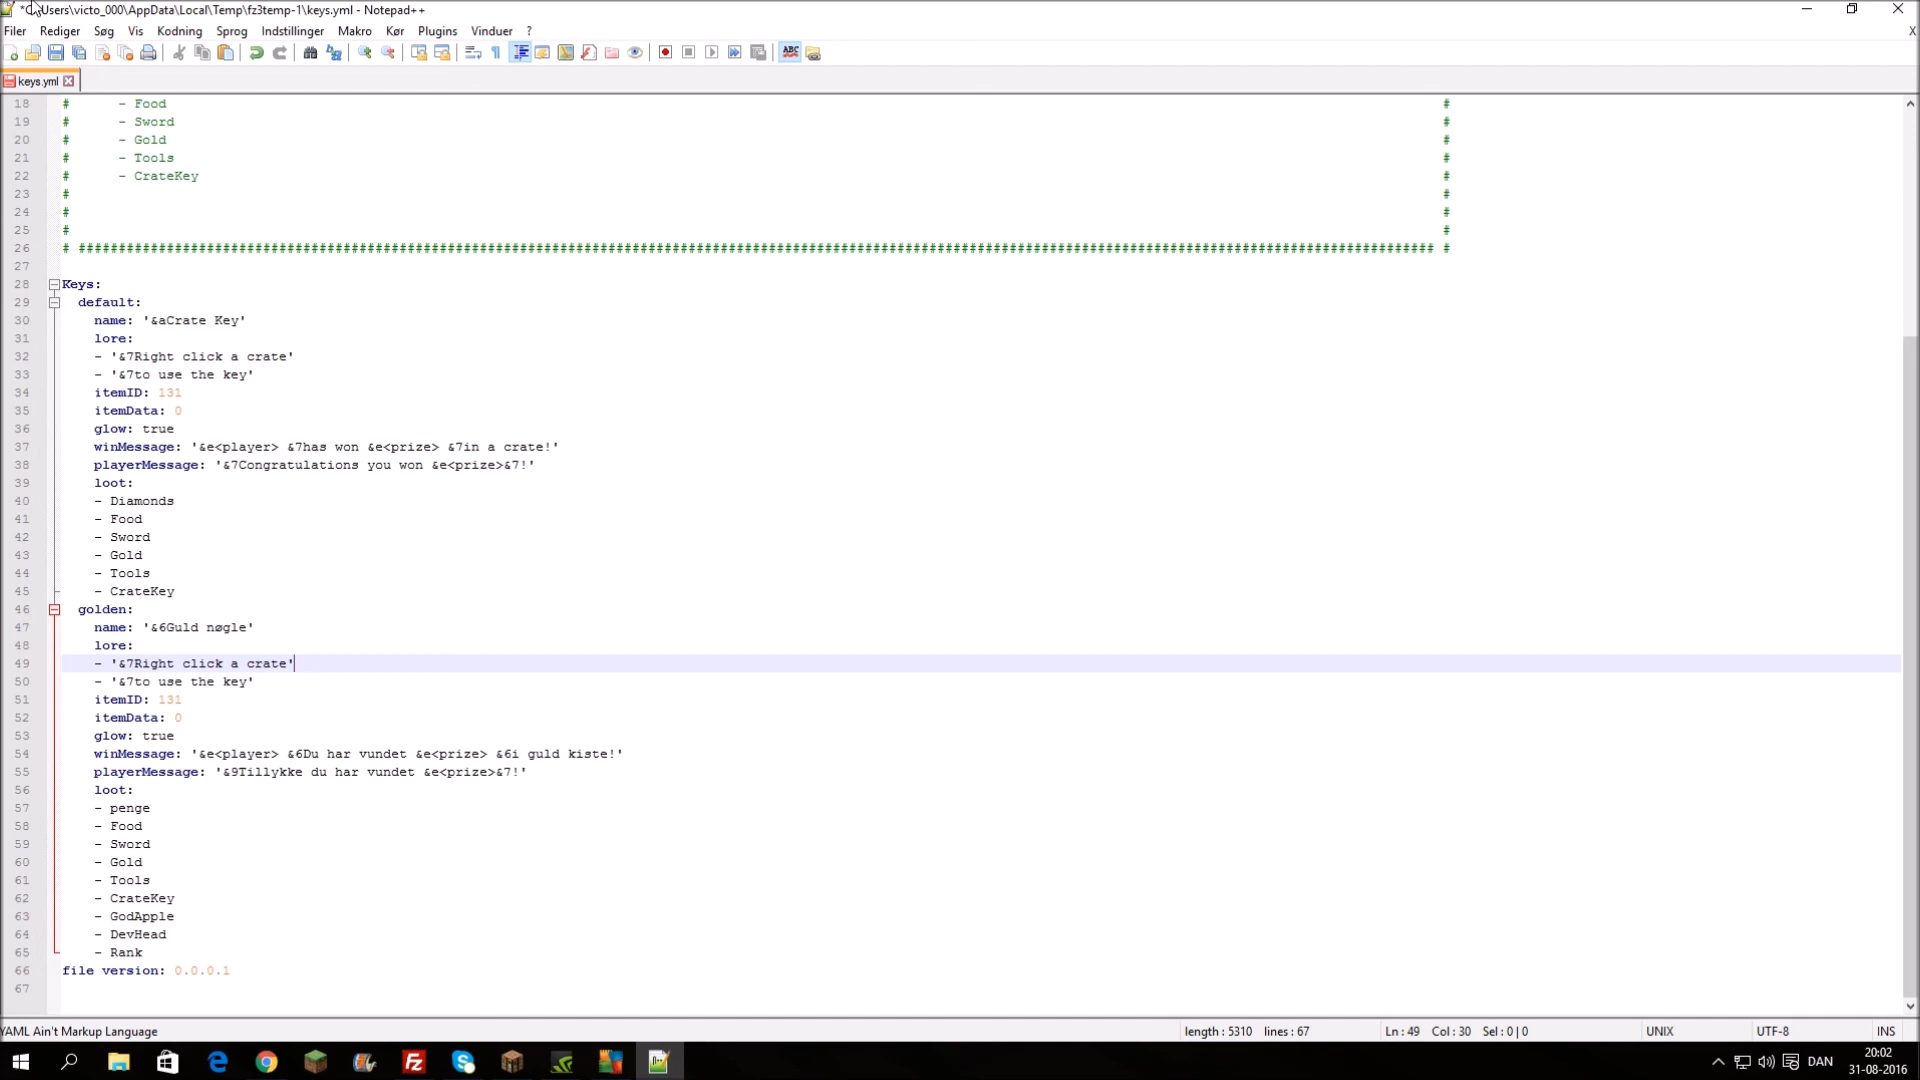 *C:\Users\victo_000\AppData\Local\Temp\fz3temp-1\keys.yml - Notepad++
Filer Rediger Søg Vis Kodning Sprog Indstillinger Makro Kør Plugins Vinduer ? X
keys.yml
18 # - Food #
19 # - Sword #
20 # - Gold #
21 # - Tools #
22 # - CrateKey #
23 # #
24 # #
25 # #
26 # ######################################################################################################################################################################### #
27
28 Keys:
29 default:
30 name: '&aCrate Key'
31 lore:
32 - '&7Right click a crate'
33 - '&7to use the key'
34 itemID: 131
35 itemData: 0
36 glow: true
37 winMessage: '&e<player> &7has won &e<prize> &7in a crate!'
38 playerMessage: '&7Congratulations you won &e<prize>&7!'
39 loot:
40 - Diamonds
41 - Food
42 - Sword
43 - Gold
44 - Tools
45 - CrateKey
46 golden:
47 name: '&6Guld nøgle'
48 lore:
49 - '&7Right click a crate'
50 - '&7to use the key'
51 itemID: 131
52 itemData: 0
53 glow: true
54 winMessage: '&e<player> &6Du har vundet &e<prize> &6i guld kiste!'
55 playerMessage: '&9Tillykke du har vundet &e<prize>&7!'
56 loot:
57 - penge
58 - Food
59 - Sword
60 - Gold
61 - Tools
62 - CrateKey
63 - GodApple
64 - DevHead
65 - Rank
66 file version: 0.0.0.1
67
YAML Ain't Markup Language length : 5310 lines : 67 Ln : 49 Col : 30 Sel : 0 | 0 UNIX UTF-8 INS
DAN 20:02
31-08-2016